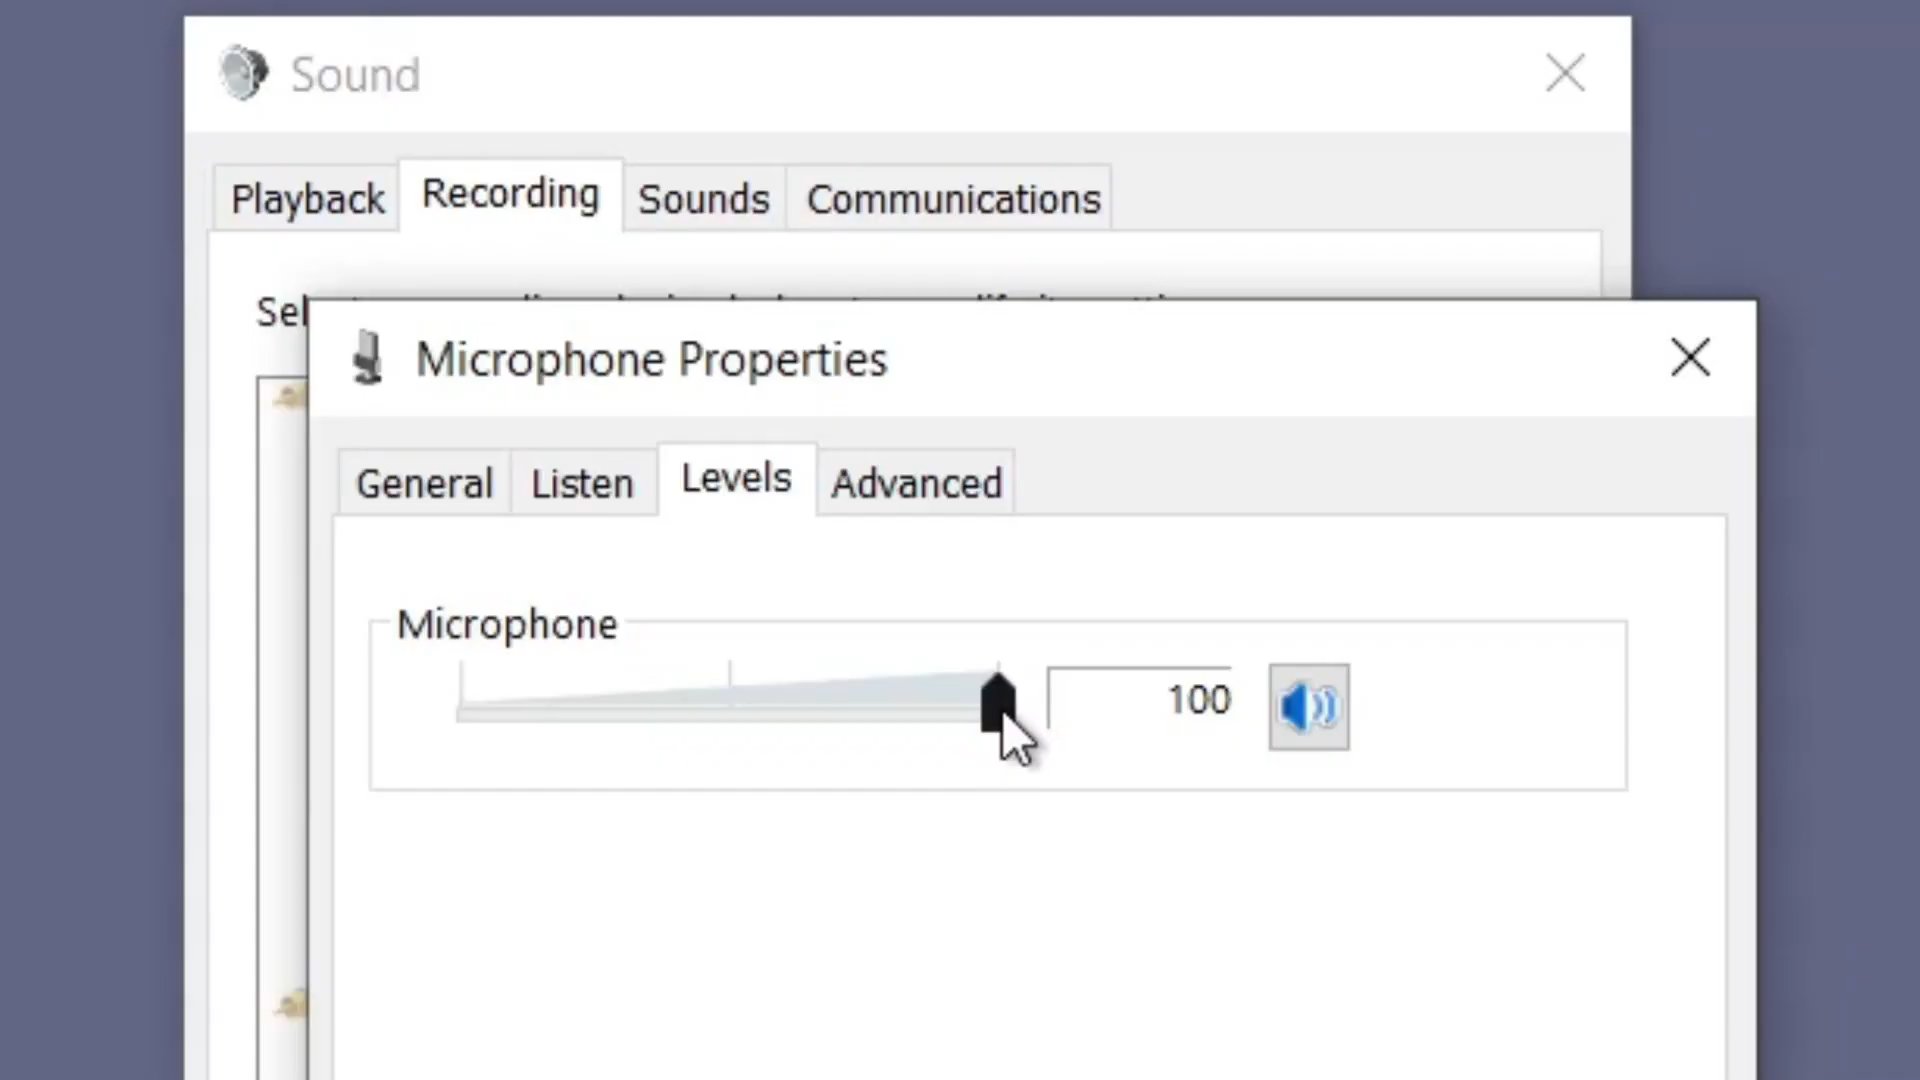 Sound
Playback Recording Sounds Communications
Sel
Microphone Properties
General Listen Levels Advanced
Microphone
100